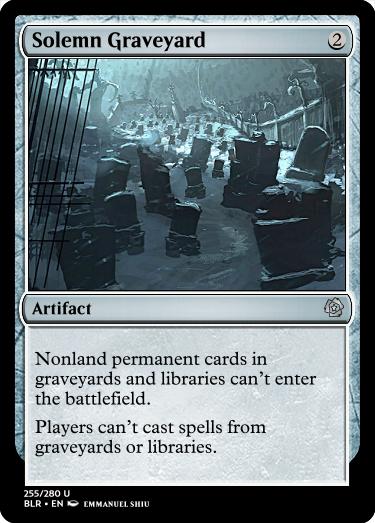 Solemn Graveyard 2
Artifact
Nonland permanent cards in
graveyards and libraries can't enter
the battlefield.
Players can't cast spells from
graveyards or libraries.
255/280 U
BLR • EN EMMANUEL SHIU